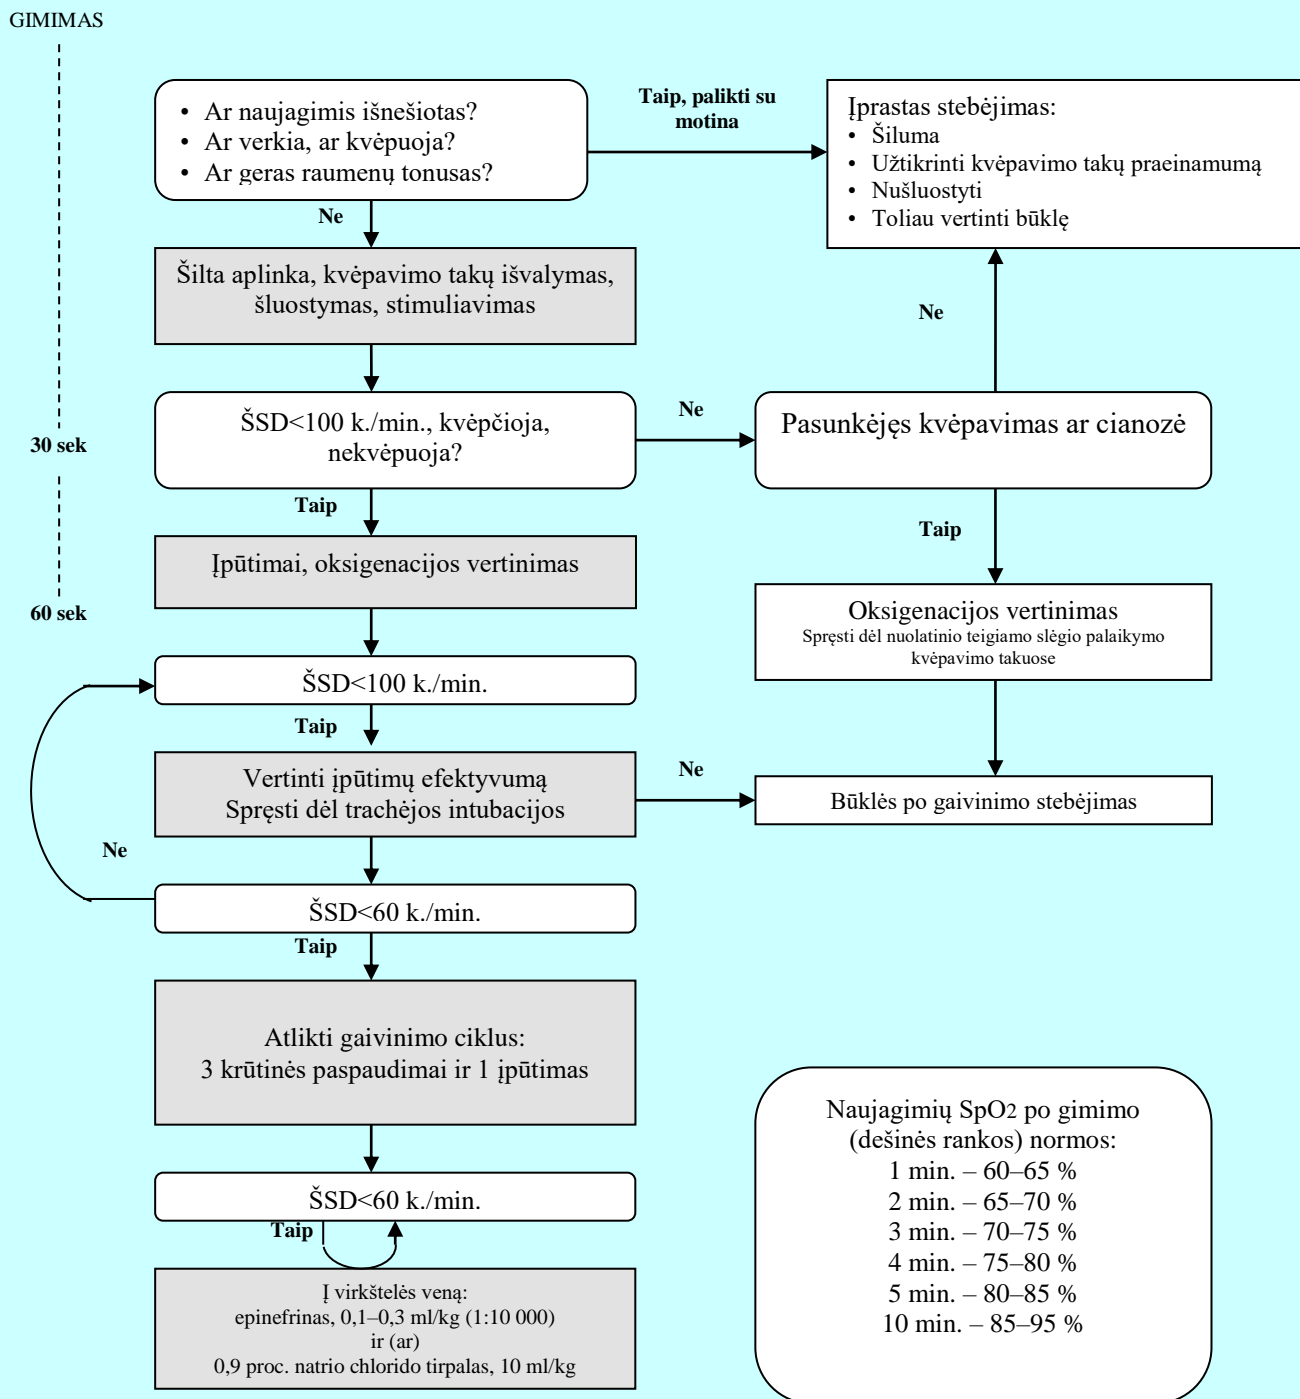 GIMIMAS
• Ar naujagimis išnešiotas?
• Ar verkia, ar kvėpuoja?
• Ar geras raumenų tonusas?
Taip, palikti su
motina
Įprastas stebėjimas:
• Šiluma
• Užtikrinti kvėpavimo takų praeinamumą
• Nušluostyti
• Toliau vertinti būklę
Ne
Šilta aplinka, kvėpavimo takų išvalymas,
šluostymas, stimuliavimas
Ne
30 sek
ŠSD<100 k./min., kvėpčioja,
nekvėpuoja?
Ne
Pasunkėjęs kvėpavimas ar cianozė
Taip
Taip
Įpūtimai, oksigenacijos vertinimas
60 sek
Oksigenacijos vertinimas
Spręsti dėl nuolatinio teigiamo slėgio palaikymo
kvėpavimo takuose
ŠSD<100 k./min.
Taip
Vertinti įpūtimų efektyvumą
Spręsti dėl trachėjos intubacijos
Ne
Būklės po gaivinimo stebėjimas
Ne
ŠSD<60 k./min.
Taip
Atlikti gaivinimo ciklus:
3 krūtinės paspaudimai ir 1 įpūtimas
ŠSD<60 k./min.
Taip
Į virkštelės veną:
epinefrinas, 0,1–0,3 ml/kg (1:10 000)
ir (ar)
0,9 proc. natrio chlorido tirpalas, 10 ml/kg
Naujagimių SpO2 po gimimo
(dešinės rankos) normos:
1 min. – 60–65 %
2 min. – 65–70 %
3 min. – 70–75 %
4 min. – 75–80 %
5 min. – 80–85 %
10 min. – 85–95 %